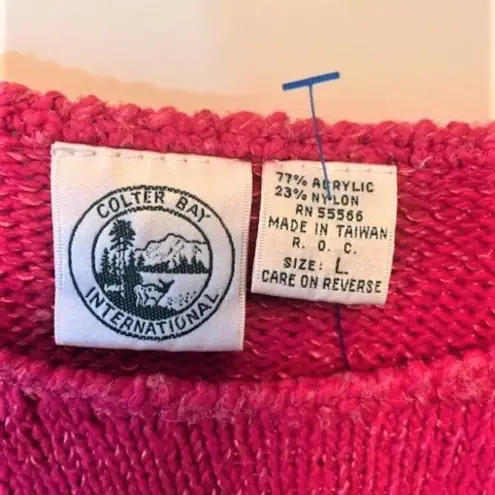 COLTER BAY
INTERNATIONAL
77% ACRYLIC
23% NYLON
RN 55566
MADE IN TAIWAN
R. O. C.
SIZE: L.
CARE ON REVERSE